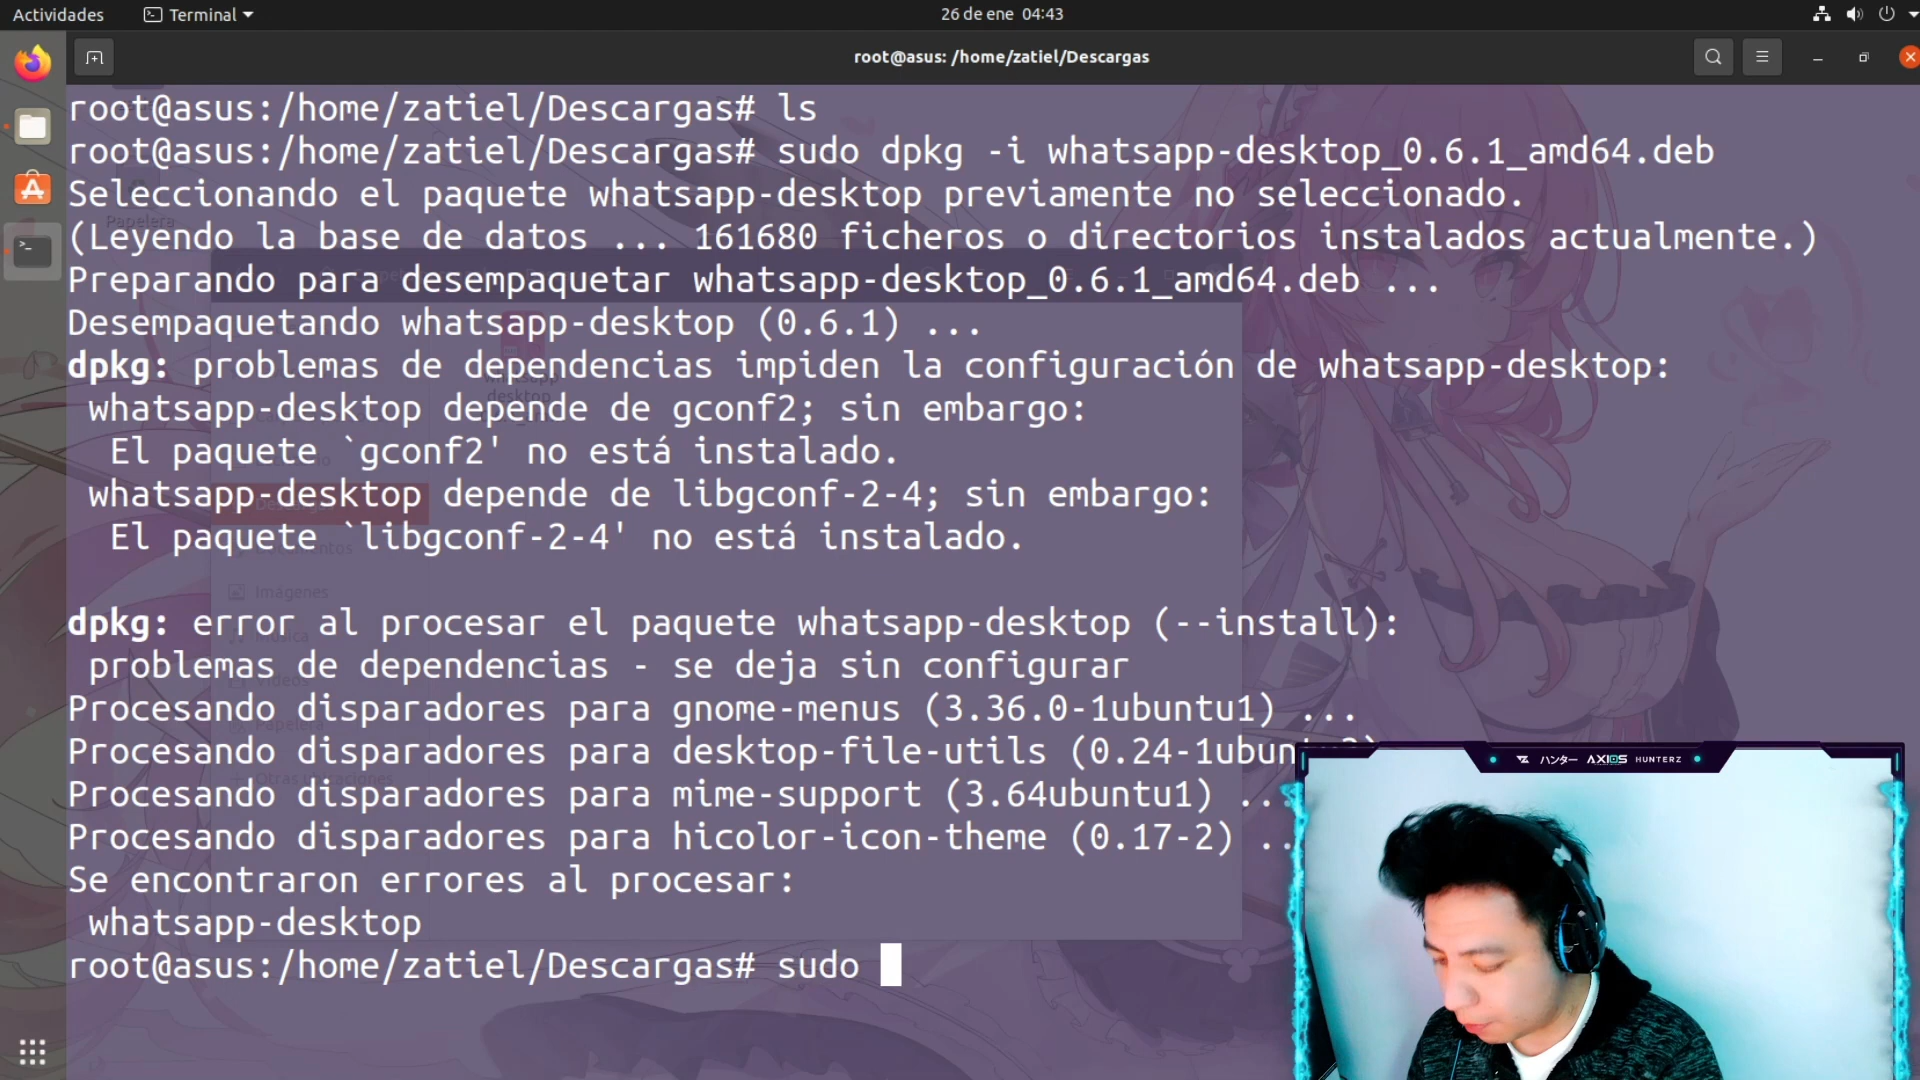 Actividades
Terminal
26 de ene 04:43
root@asus: /home/zatiel/Descargas
root@asus:/home/zatiel/Descargas# ls
root@asus:/home/zatiel/Descargas# sudo dpkg -i whatsapp-desktop_0.6.1_amd64.deb
Seleccionando el paquete whatsapp-desktop previamente no seleccionado.
Papelera
(Leyendo la base de datos ... 161680 ficheros o directorios instalados actualmente.)
Preparando para desempaquetar whatsapp-desktop_0.6.1_amd64.deb ...
Desempaquetando whatsapp-desktop (0.6.1) ...
dpkg: problemas de dependencias impiden la configuración de whatsapp-desktop:
whatsapp-desktop depende de gconf2; sin embargo:
El paquete `gconf2' no está instalado.
whatsapp-desktop depende de libgconf-2-4; sin embargo:
El paquete `libgconf-2-4' no está instalado.
Imágenes
dpkg: error al procesar el paquete whatsapp-desktop (--install):
problemas de dependencias - se deja sin configurar
Procesando disparadores para gnome-menus (3.36.0-1ubuntu1) ...
Procesando disparadores para desktop-file-utils (0.24-1ubun
Otras ubicaciones
Procesando disparadores para mime-support (3.64ubuntu1) ...
Procesando disparadores para hicolor-icon-theme (0.17-2) ..
Se encontraron errores al procesar:
whatsapp-desktop
root@asus:/home/zatiel/Descargas# sudo
ハンター AXIOS HUNTERZ